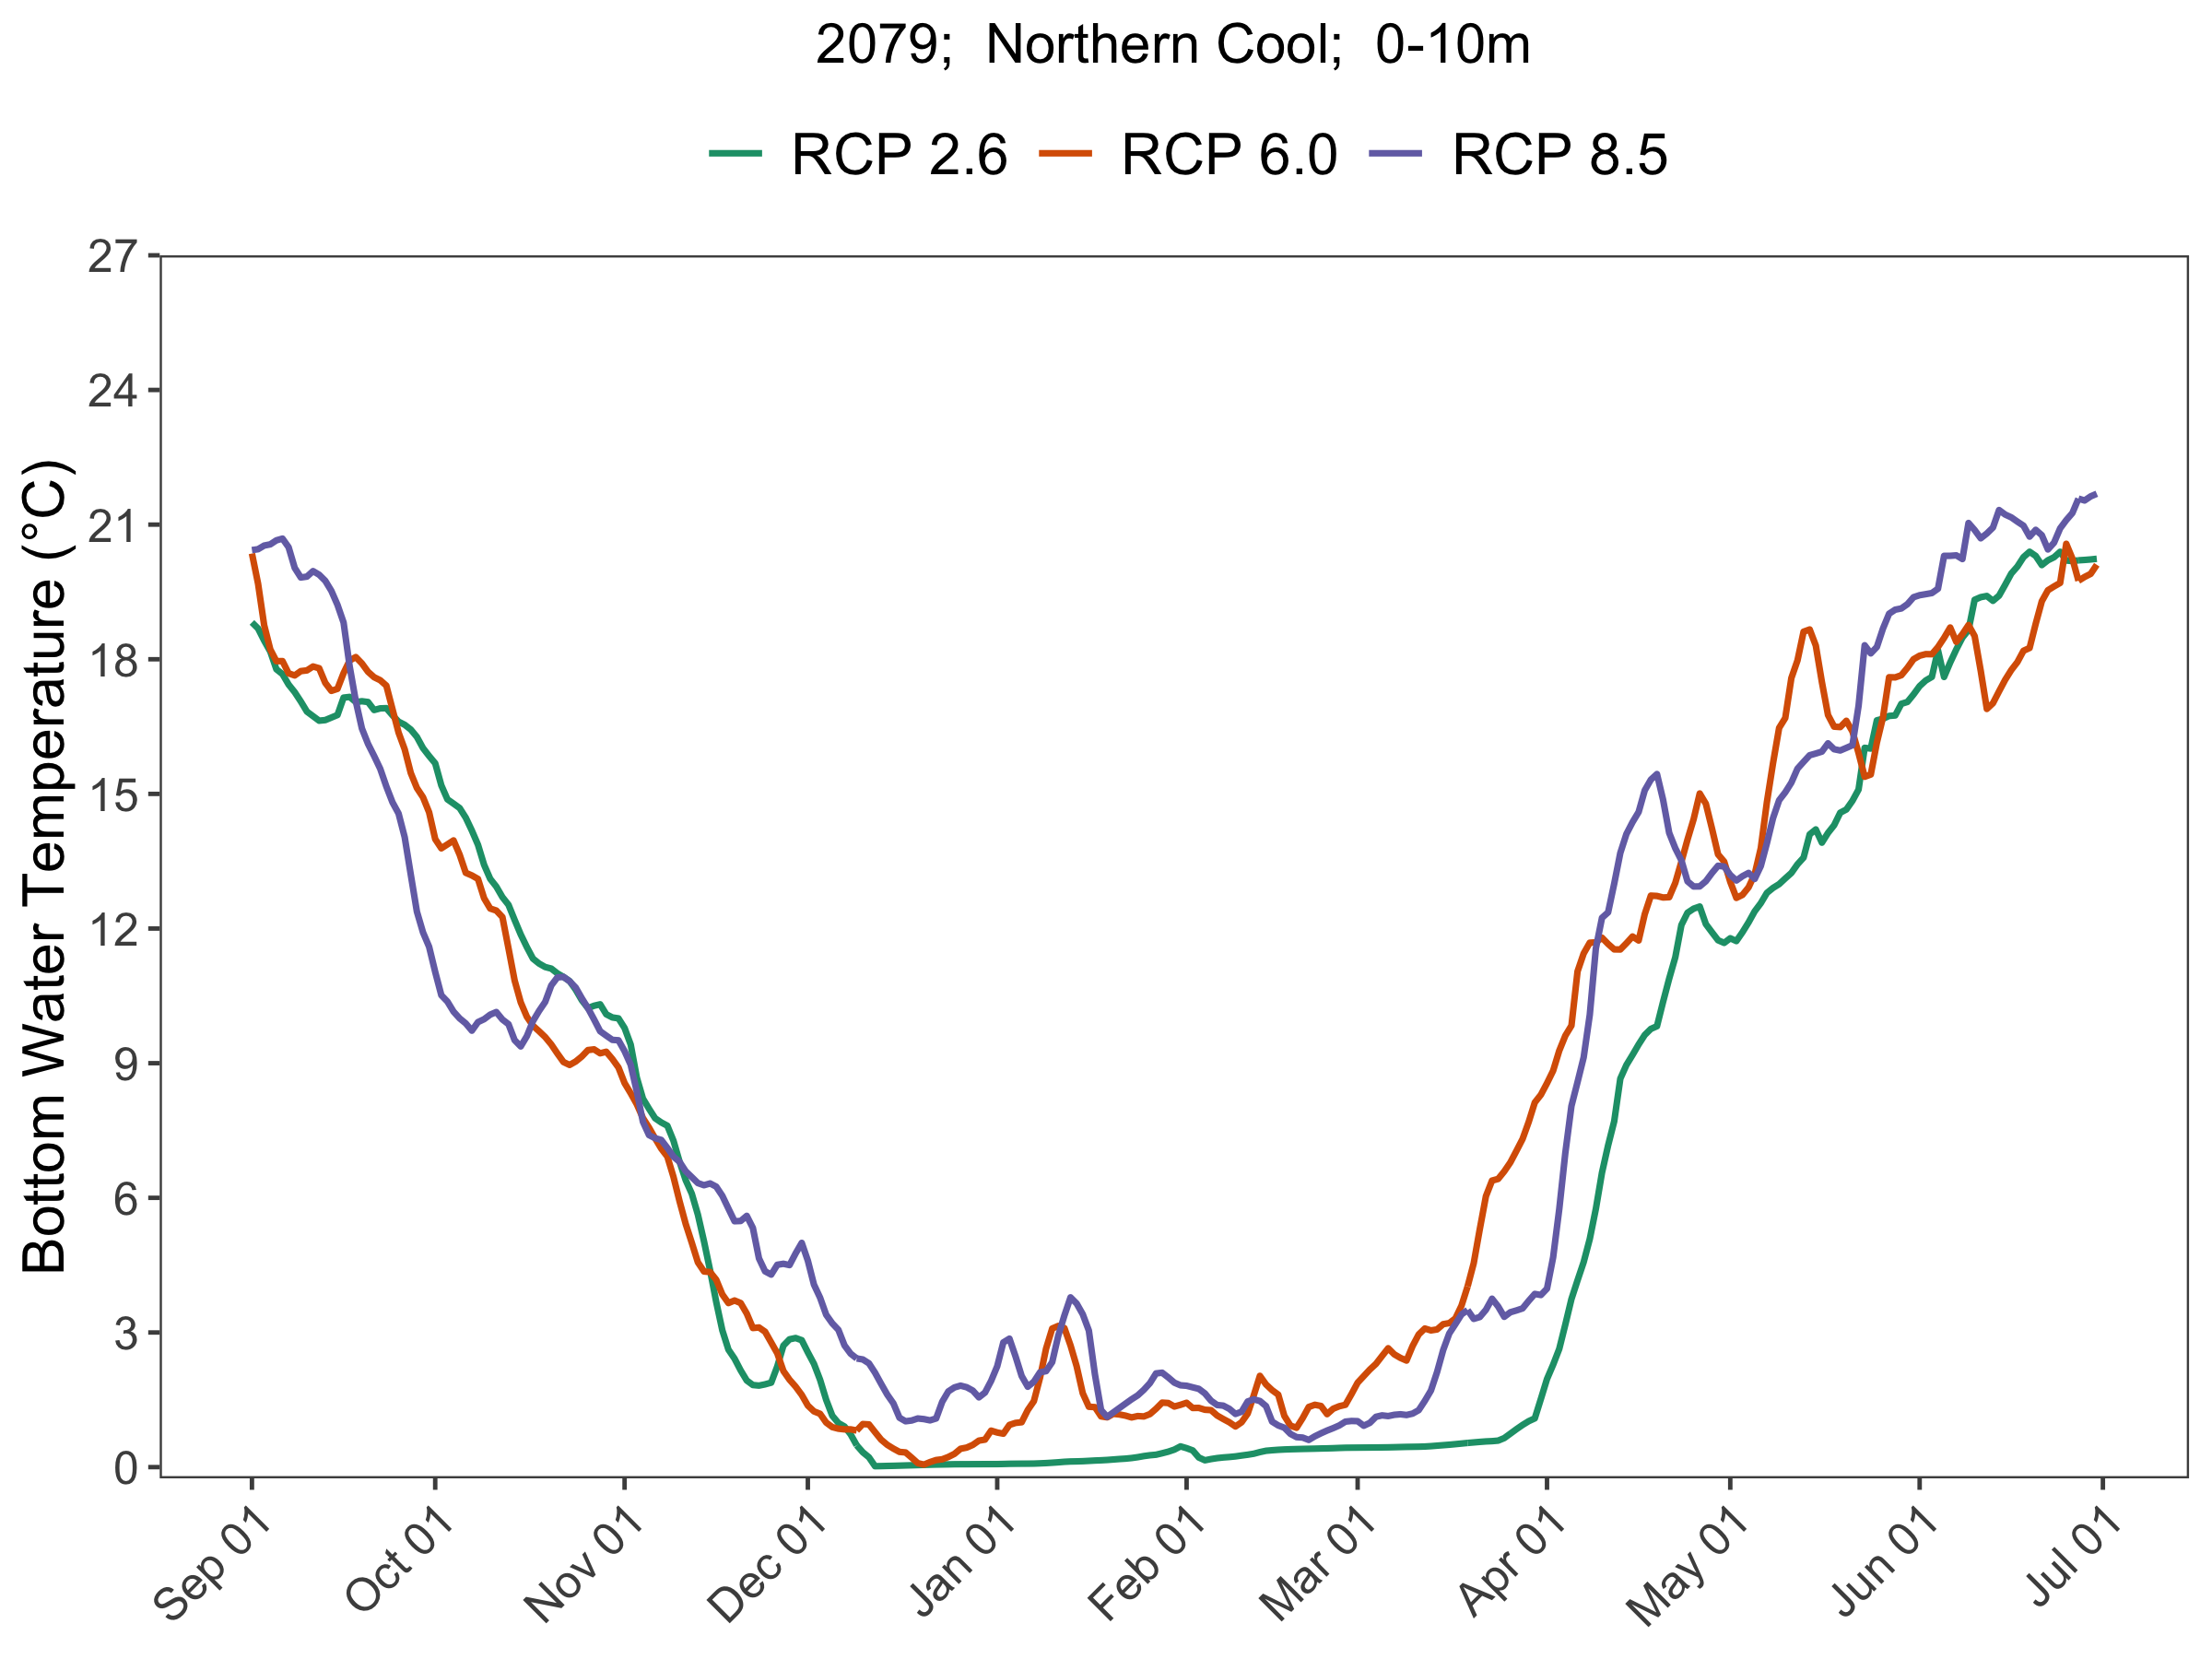 2079;  Northern Cool;  0-10m
RCP 2.6 RCP 6.0 RCP 8.5
Bottom Water Temperature (°C)
27
24
21
18
15
12
9
6
3
0
Sep 01 Oct 01 Nov 01 Dec 01 Jan 01 Feb 01 Mar 01 Apr 01 May 01 Jun 01 Jul 01